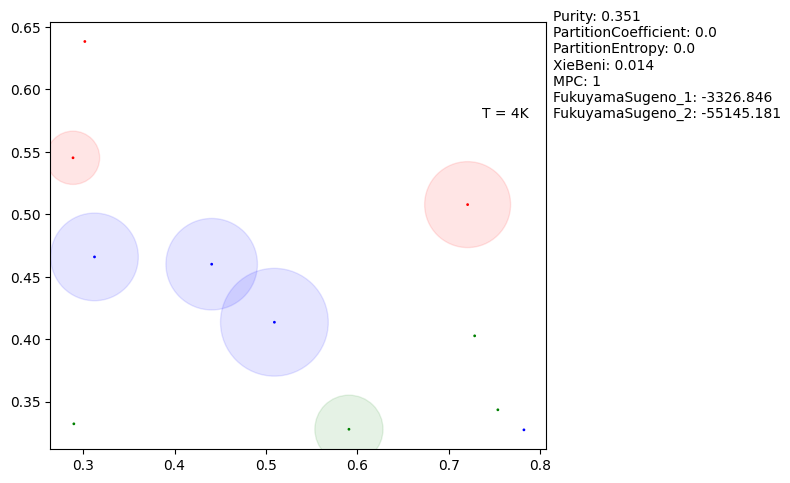 Purity: 0.351
PartitionCoefficient: 0.0
PartitionEntropy: 0.0
XieBeni: 0.014
MPC: 1
FukuyamaSugeno_1: -3326.846
FukuyamaSugeno_2: -55145.181
T = 4K
0.65
0.60
0.55
0.50
0.45
0.40
0.35
0.3 0.4 0.5 0.6 0.7 0.8